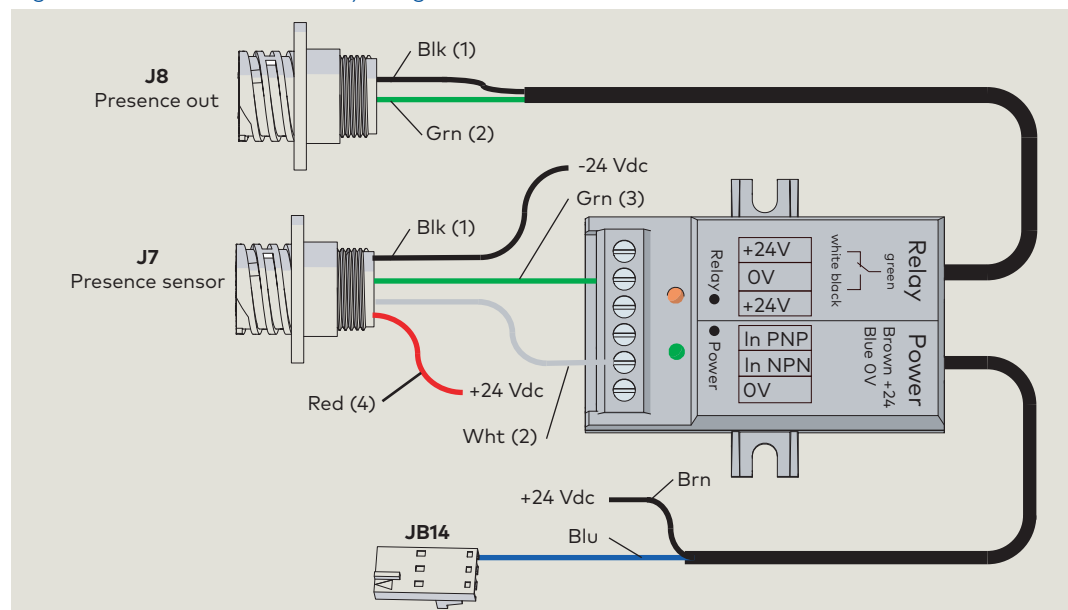 Blk (1)
J8
Presence out
Grn (2)
-24 Vdc
Grn (3)
Blk (1)
J7
Presence sensor
Red (4)
+24 Vdc
Wht (2)
+24V
0V
+24V
In PNP
In NPN
0V
Relay
Power
green
white black
Relay
Power
Brown +24
Blue 0V
+24 Vdc
Brn
Blu
JB14